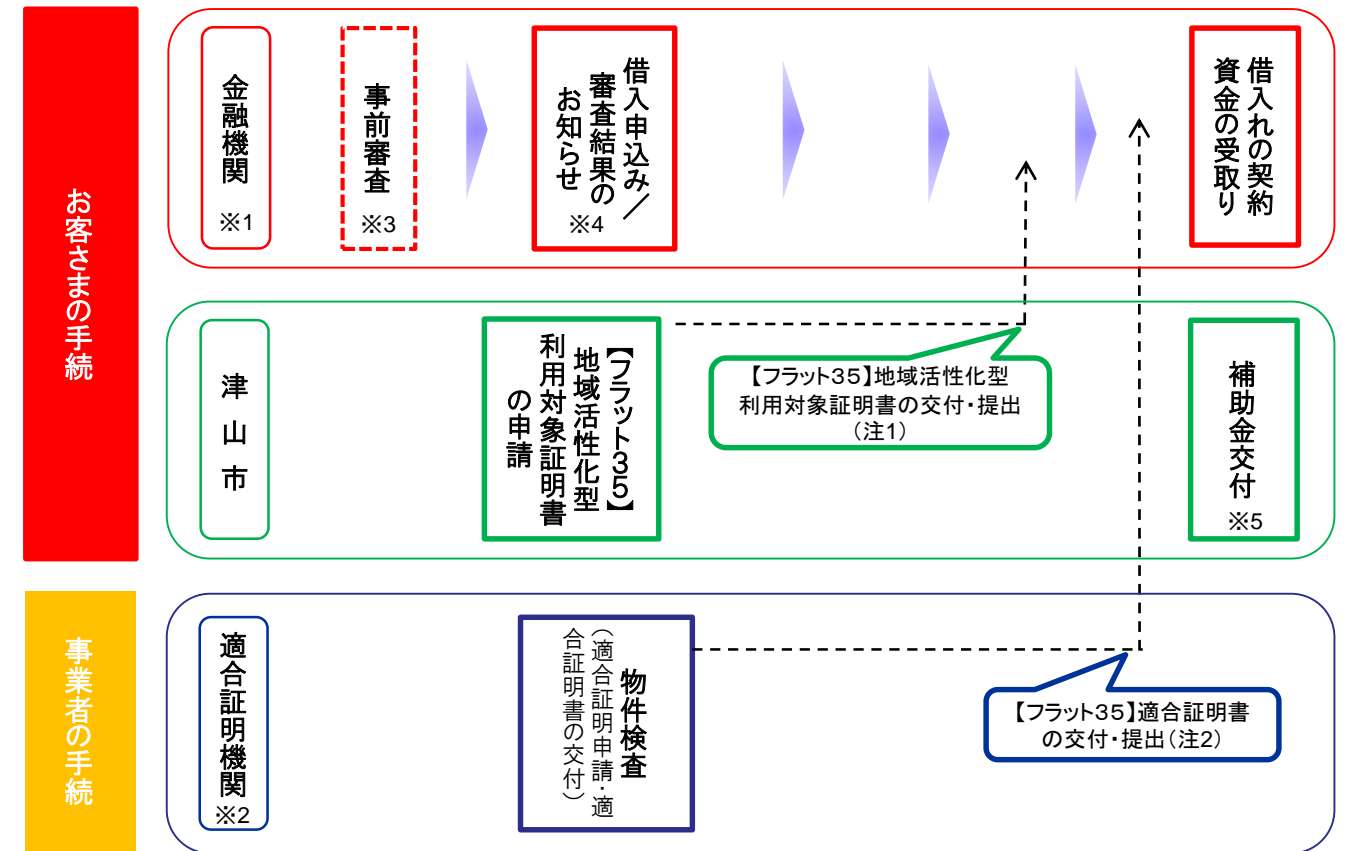 お客さまの手続
金融機関
※1
事前審査
※3
借入申込み／
審査結果の
お知らせ
※4
借入れの契約
資金の受取り
津山市
【フラット35】
地域活性化型
利用対象証明書
の申請
【フラット35】地域活性化型
利用対象証明書の交付・提出
（注1）
補助金交付
※5
事業者の手続
適合証明機関
※2
物件検査
（適合証明申請・適
合証明書の交付）
【フラット35】適合証明書
の交付・提出（注2）